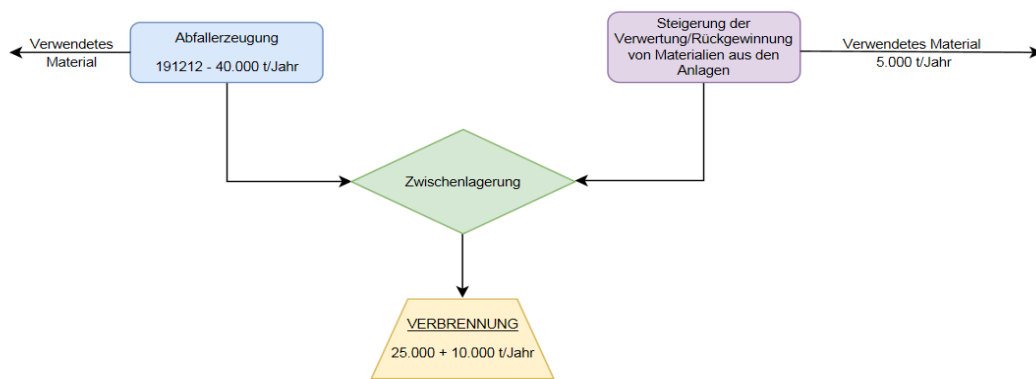 Verwendetes
Material
Abfallerzeugung
191212 - 40.000 t/Jahr
Steigerung der
Verwertung/Rückgewinnung
von Materialien aus den
Anlagen
Verwendetes Material
5.000 t/Jahr
Zwischenlagerung
VERBRENNUNG
25.000 + 10.000 t/Jahr